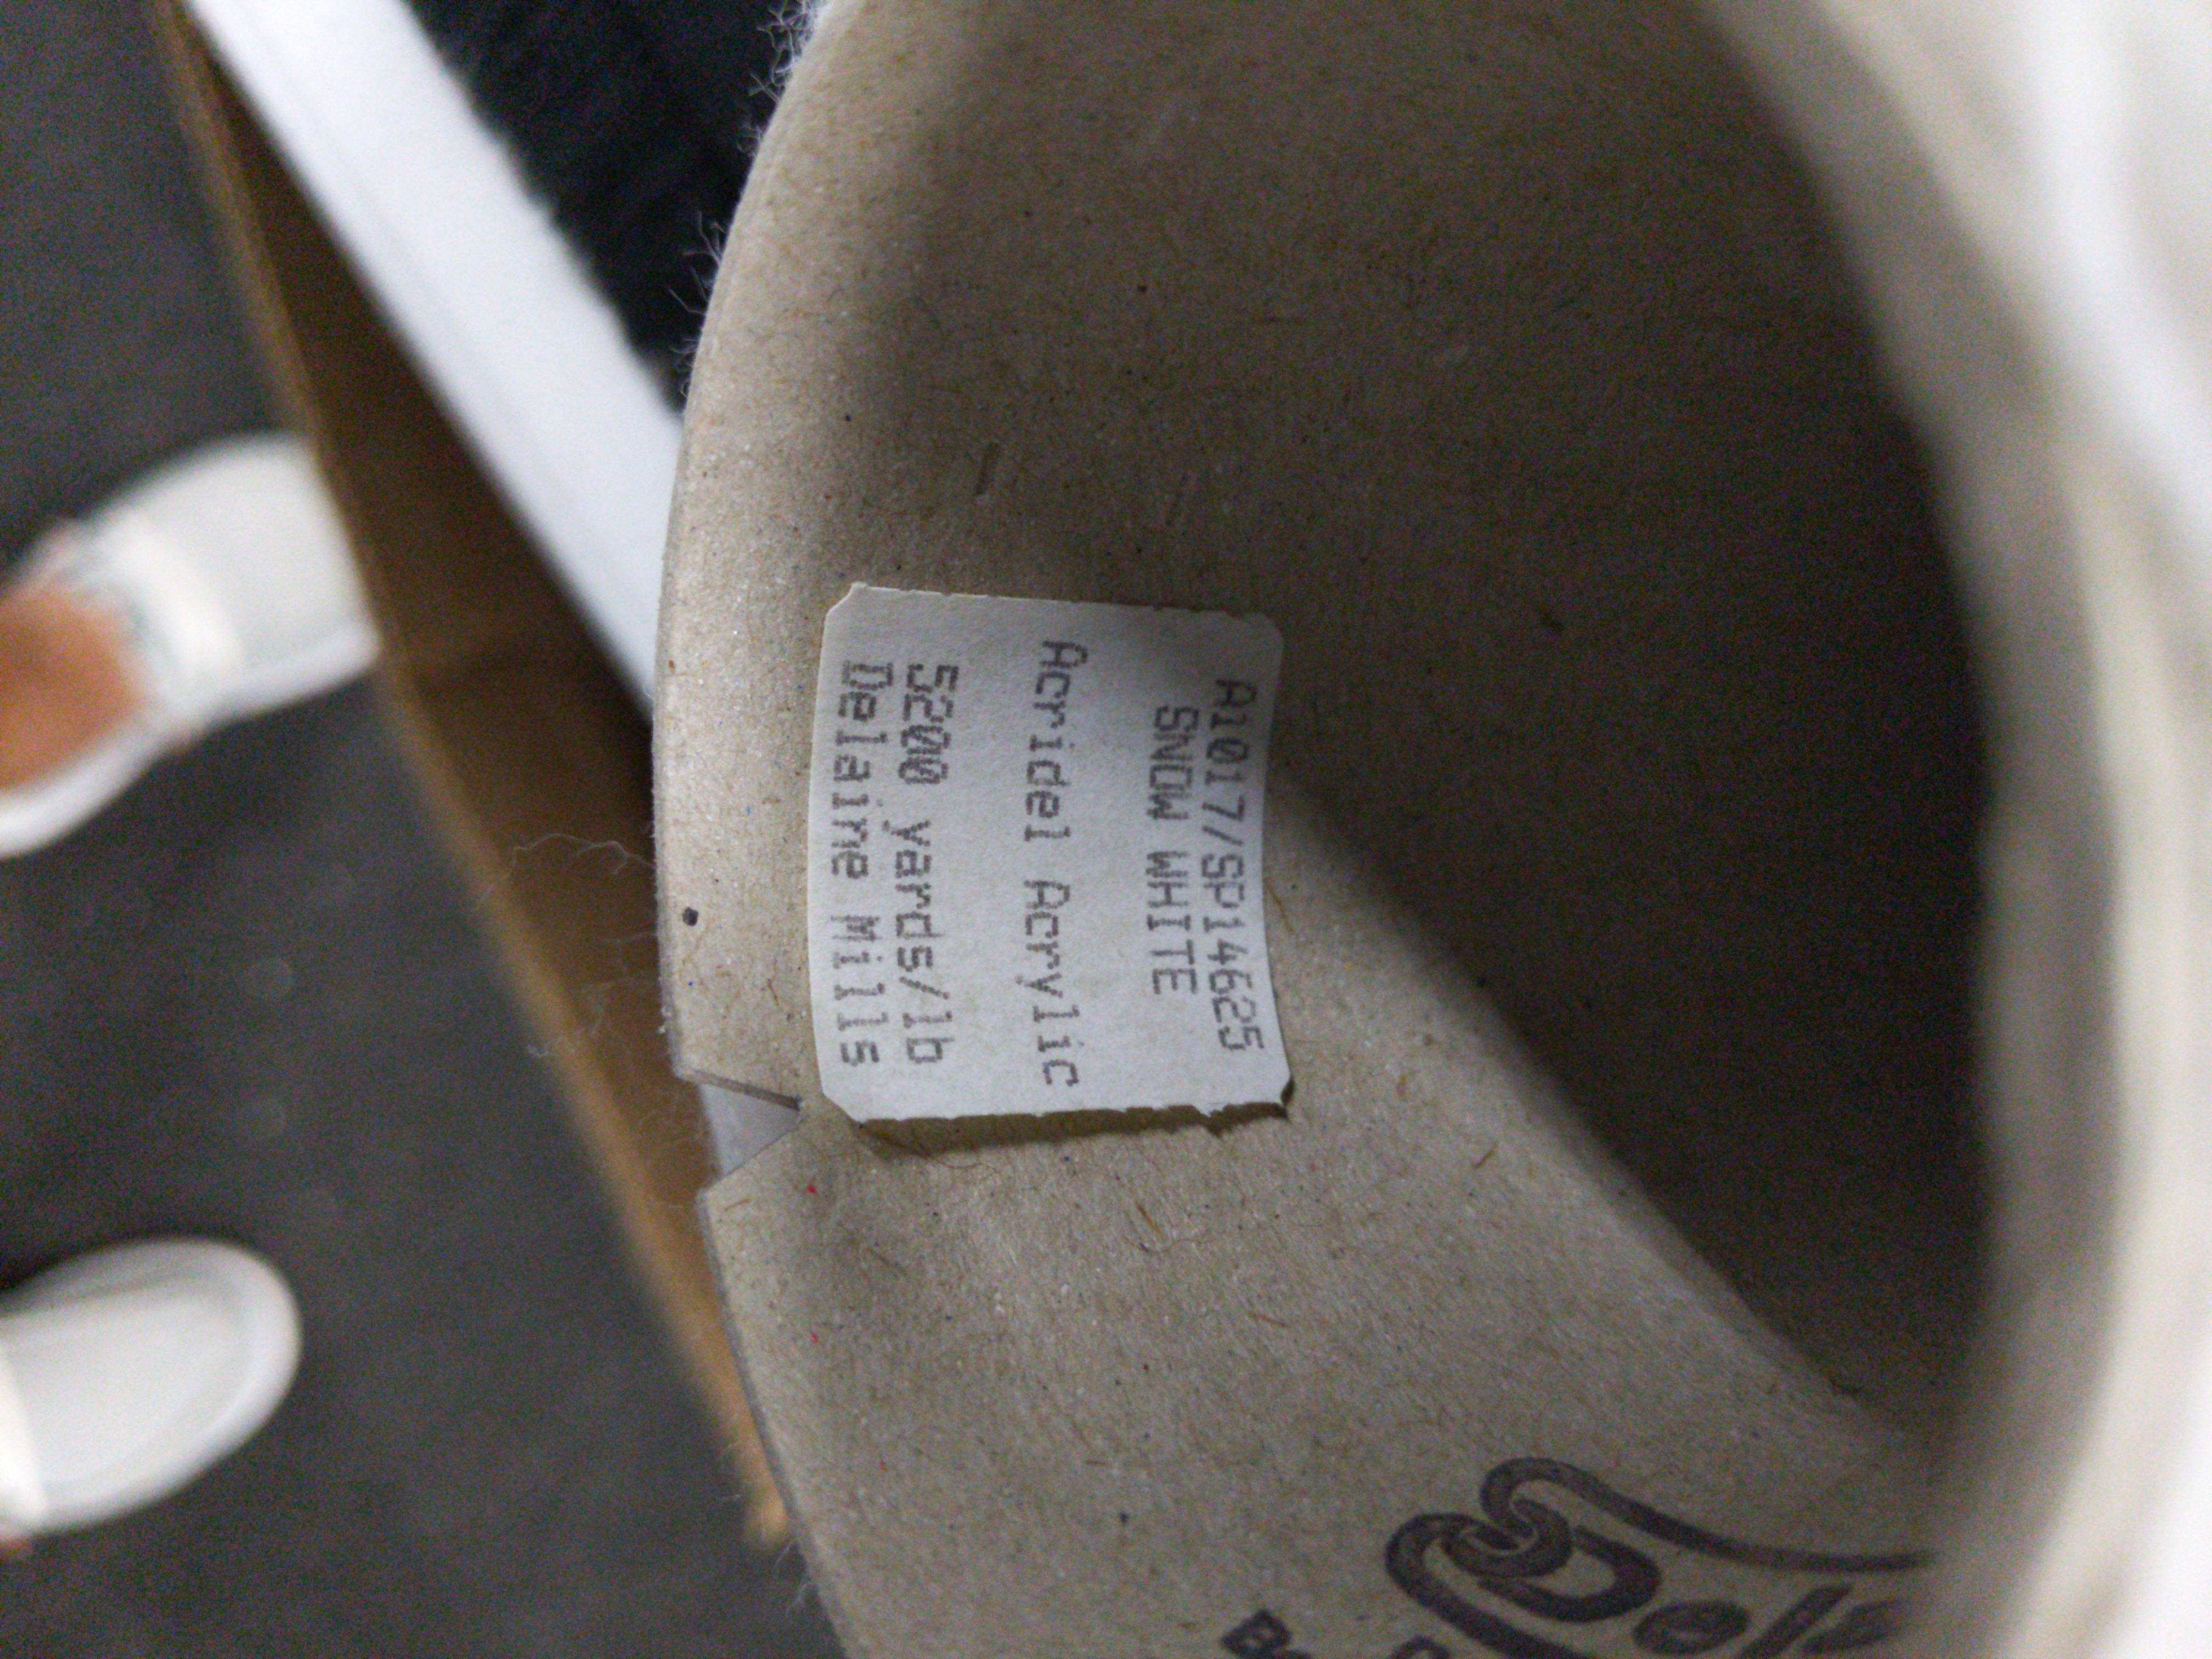 A1017/SP14625
SNOW WHITE
Acridel Acrylic
5200 yards/lb
Delaine Mills